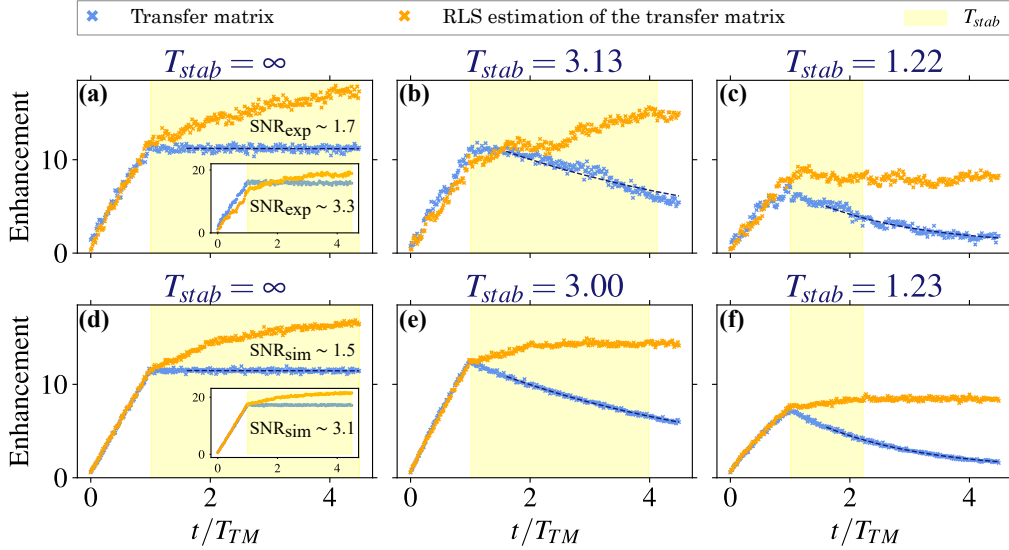 Transfer matrix RLS estimation of the transfer matrix T_stab
T_stab = ∞ T_stab = 3.13 T_stab = 1.22
(a) (b) (c)
SNR_exp ~ 1.7
Enhancement
10
20
SNR_exp ~ 3.3
0
0 2 4
0
T_stab = ∞ T_stab = 3.00 T_stab = 1.23
(d) (e) (f)
SNR_sim ~ 1.5
Enhancement
10
20
SNR_sim ~ 3.1
0
0 2 4
0
0 2 4 0 2 4 0 2 4
t/T_TM t/T_TM t/T_TM